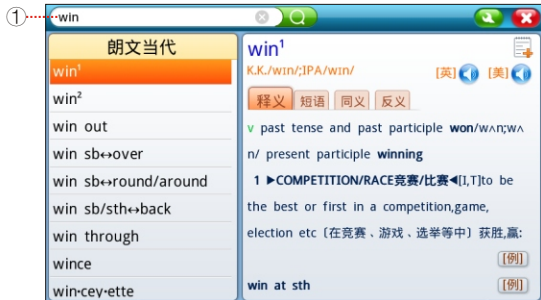 ①
win
朗文当代
win¹
win²
win out
win sb↔over
win sb↔round/around
win sb/sth↔back
win through
wince
win·cey·ette
win¹
K.K./wɪn/;IPA/wɪn/
[英] [美]
释义 短语 同义 反义
v past tense and past participle won/wʌn;wʌ
n/ present participle winning
1 ►COMPETITION/RACE竞赛/比赛◄[I,T]to be
the best or first in a competition,game,
election etc〔在竞赛、游戏、选举等中〕获胜,赢:
[例]
win at sth [例]